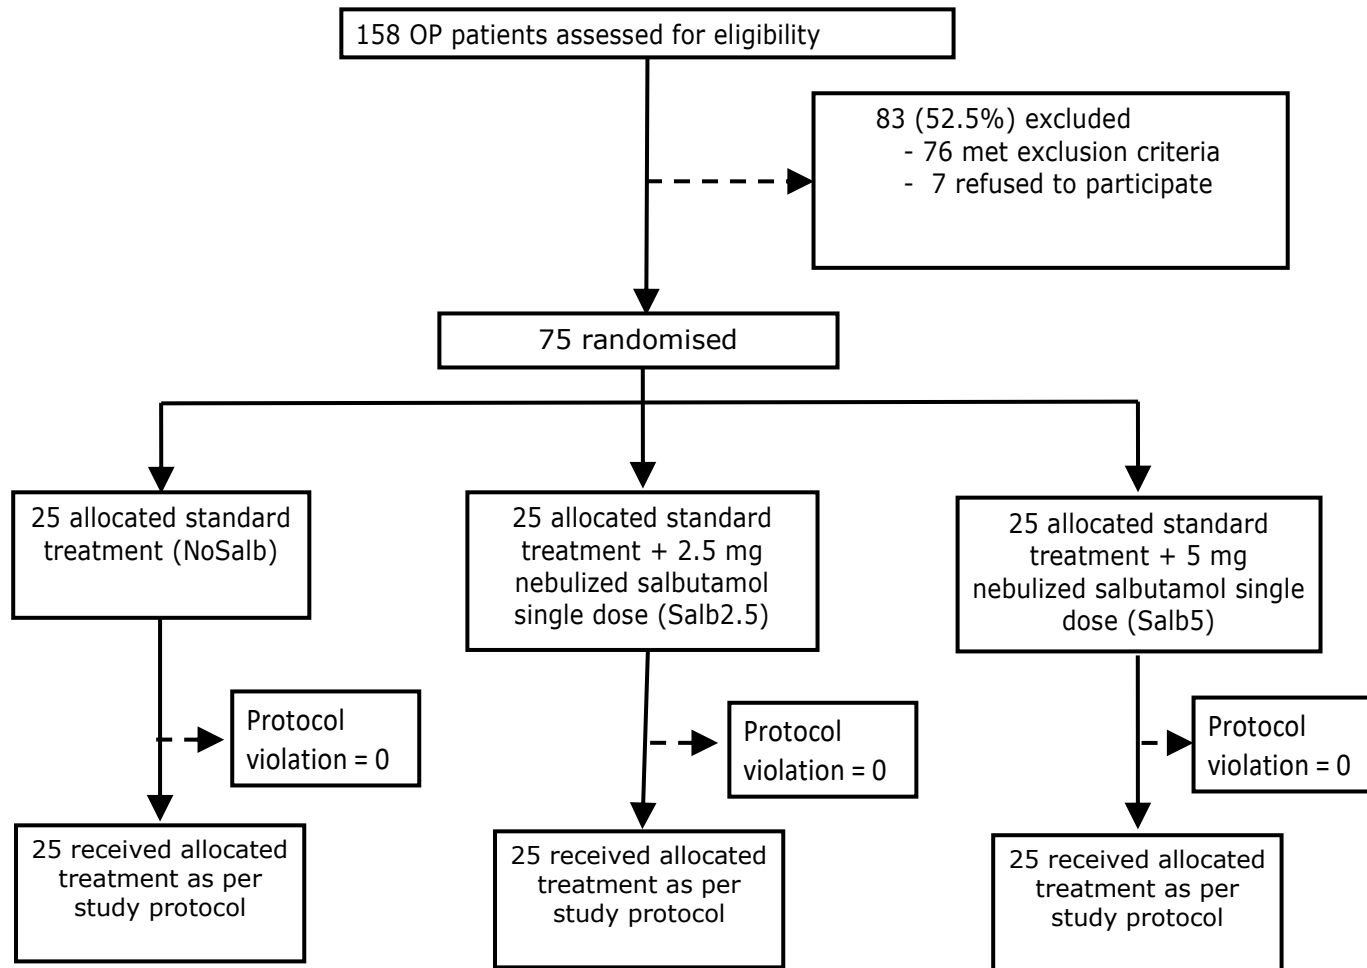 158 OP patients assessed for eligibility
83 (52.5%) excluded
- 76 met exclusion criteria
- 7 refused to participate
75 randomised
25 allocated standard
treatment (NoSalb)
25 allocated standard
treatment + 2.5 mg
nebulized salbutamol
single dose (Salb2.5)
25 allocated standard
treatment + 5 mg
nebulized salbutamol single
dose (Salb5)
Protocol
violation = 0
Protocol
violation = 0
Protocol
violation = 0
25 received allocated
treatment as per
study protocol
25 received allocated
treatment as per
study protocol
25 received allocated
treatment as per
study protocol